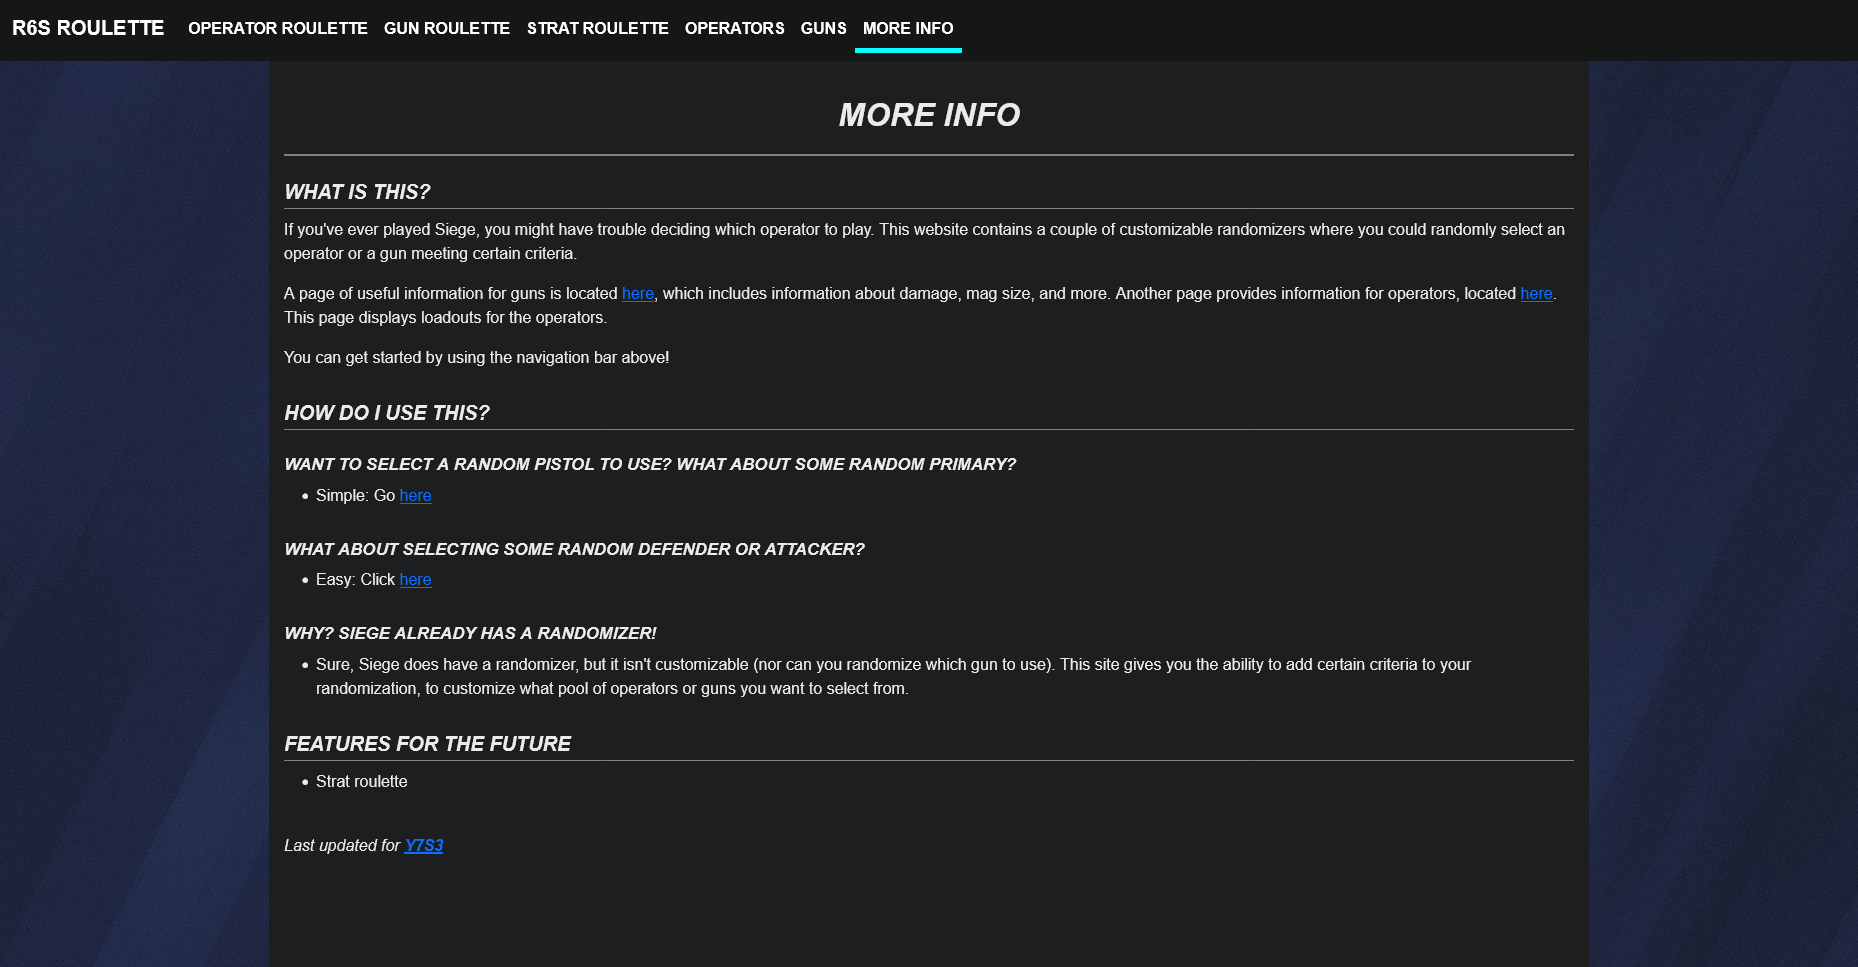 R6S ROULETTE OPERATOR ROULETTE GUN ROULETTE STRAT ROULETTE OPERATORS GUNS MORE INFO
MORE INFO
WHAT IS THIS?
If you've ever played Siege, you might have trouble deciding which operator to play. This website contains a couple of customizable randomizers where you could randomly select an
operator or a gun meeting certain criteria.
A page of useful information for guns is located here, which includes information about damage, mag size, and more. Another page provides information for operators, located here.
This page displays loadouts for the operators.
You can get started by using the navigation bar above!
HOW DO I USE THIS?
WANT TO SELECT A RANDOM PISTOL TO USE? WHAT ABOUT SOME RANDOM PRIMARY?
• Simple: Go here
WHAT ABOUT SELECTING SOME RANDOM DEFENDER OR ATTACKER?
• Easy: Click here
WHY? SIEGE ALREADY HAS A RANDOMIZER!
• Sure, Siege does have a randomizer, but it isn't customizable (nor can you randomize which gun to use). This site gives you the ability to add certain criteria to your
randomization, to customize what pool of operators or guns you want to select from.
FEATURES FOR THE FUTURE
• Strat roulette
Last updated for Y7S3